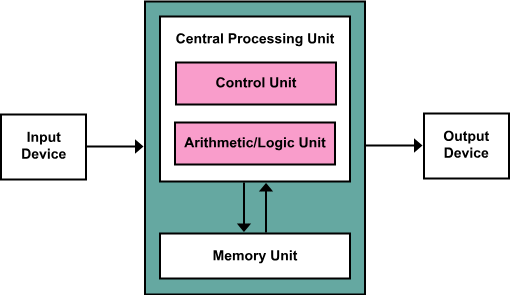 Central Processing Unit
Control Unit
Arithmetic/Logic Unit
Input
Device
Output
Device
Memory Unit